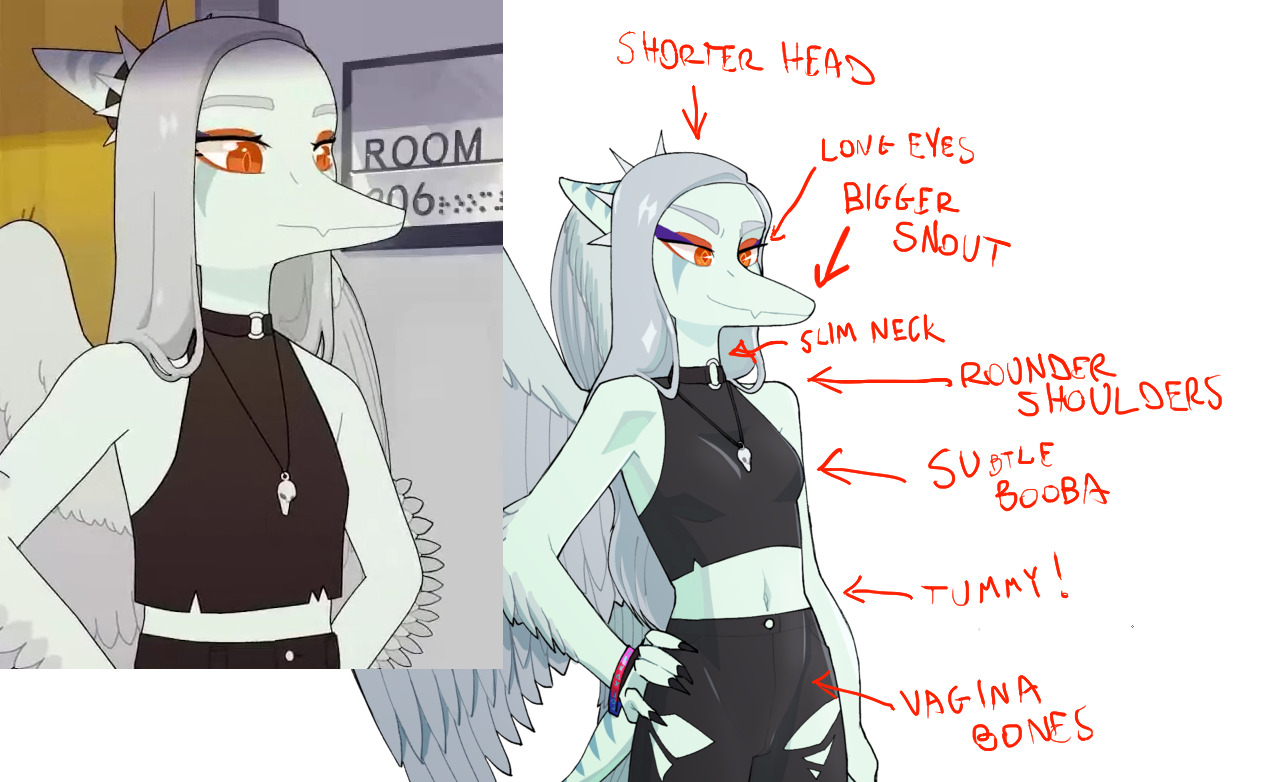 ROOM
206
SHORTER HEAD
LONG EYES
BIGGER
SNOUT
SLIM NECK
ROUNDER
SHOULDERS
SUBTLE
BOOBA
TUMMY!
VAGINA
BONES